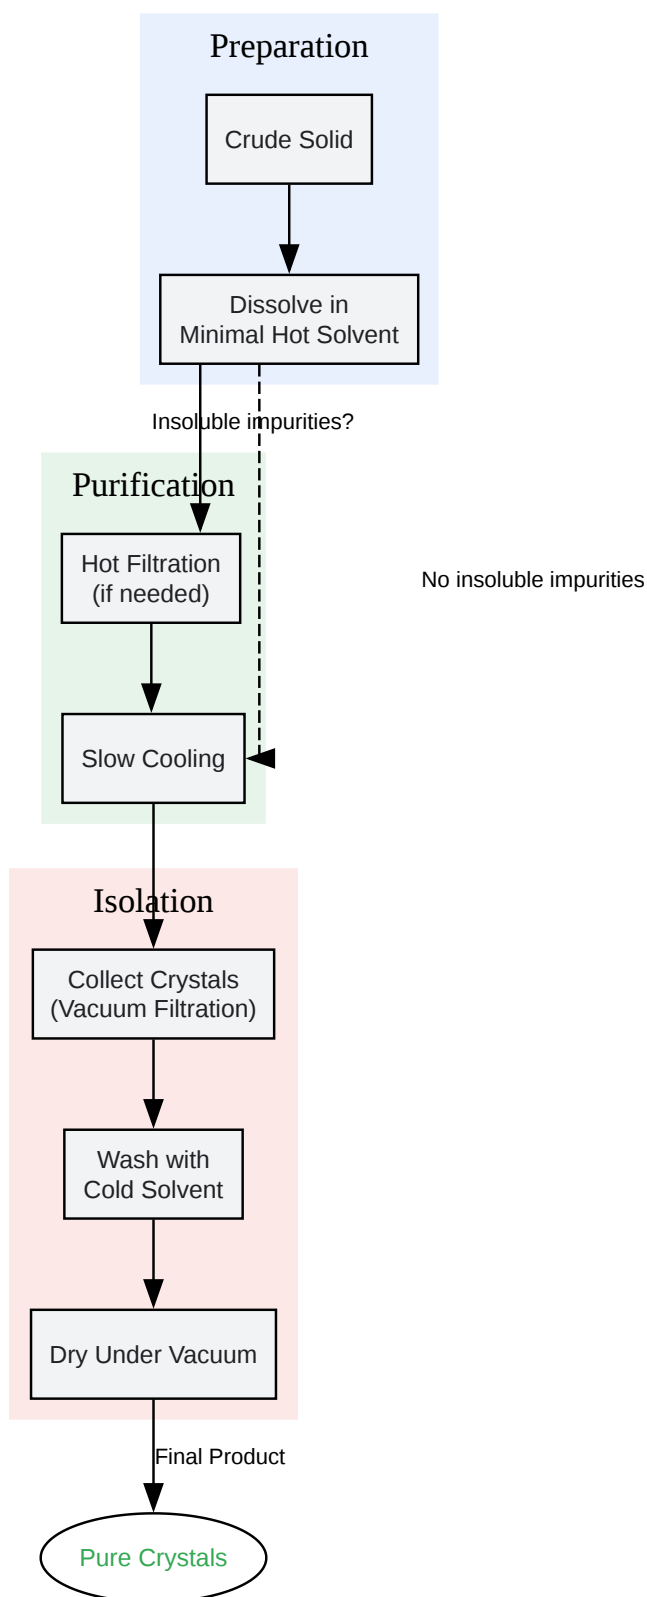 Preparation
Crude Solid
Dissolve in
Minimal Hot Solvent
Insoluble impurities?
Purification
Hot Filtration
(if needed)
No insoluble impurities
Slow Cooling
Isolation
Collect Crystals
(Vacuum Filtration)
Wash with
Cold Solvent
Dry Under Vacuum
Final Product
Pure Crystals